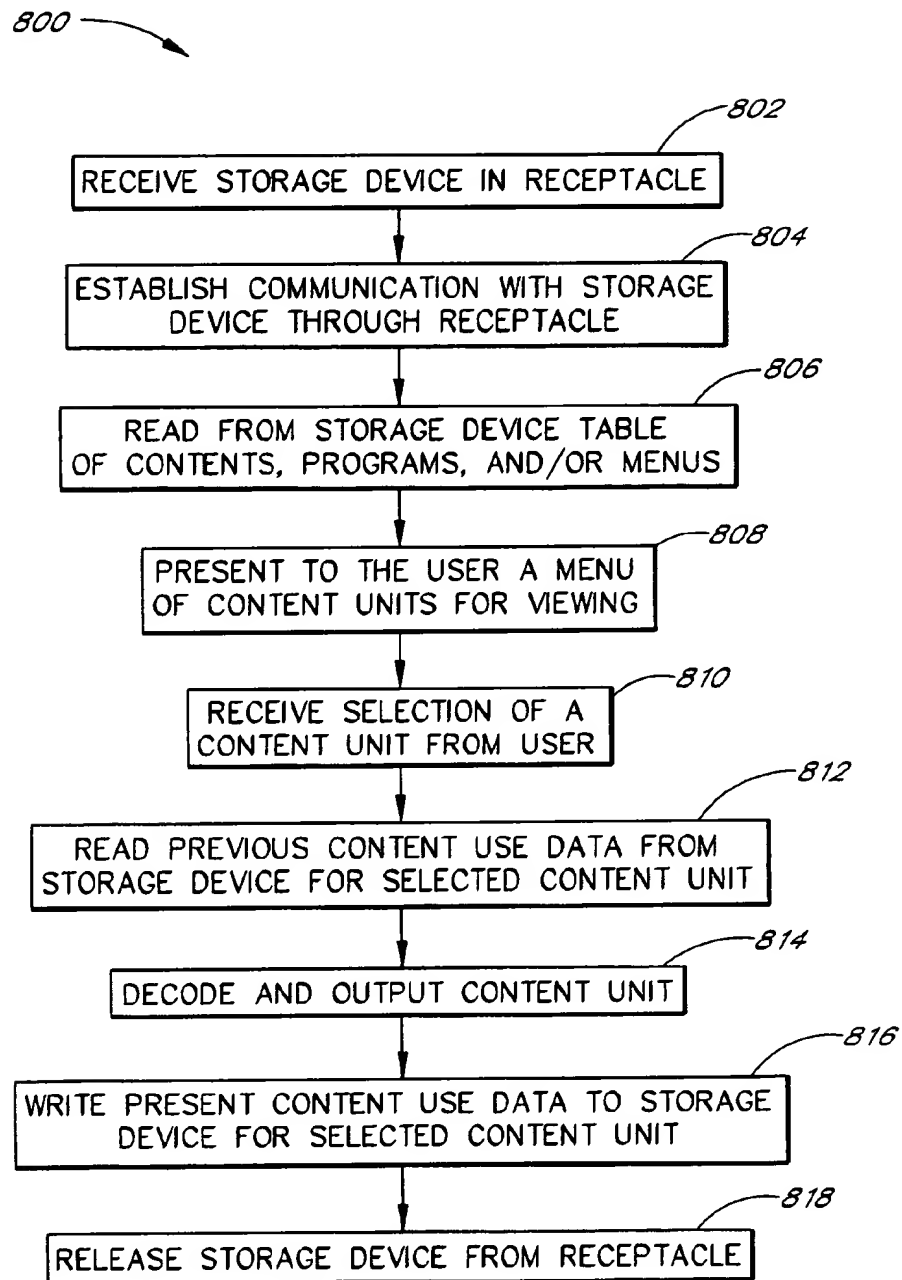 800
802
RECEIVE STORAGE DEVICE IN RECEPTACLE
804
ESTABLISH COMMUNICATION WITH STORAGE
DEVICE THROUGH RECEPTACLE
806
READ FROM STORAGE DEVICE TABLE
OF CONTENTS, PROGRAMS, AND/OR MENUS
808
PRESENT TO THE USER A MENU
OF CONTENT UNITS FOR VIEWING
810
RECEIVE SELECTION OF A
CONTENT UNIT FROM USER
812
READ PREVIOUS CONTENT USE DATA FROM
STORAGE DEVICE FOR SELECTED CONTENT UNIT
814
DECODE AND OUTPUT CONTENT UNIT
816
WRITE PRESENT CONTENT USE DATA TO STORAGE
DEVICE FOR SELECTED CONTENT UNIT
818
RELEASE STORAGE DEVICE FROM RECEPTACLE